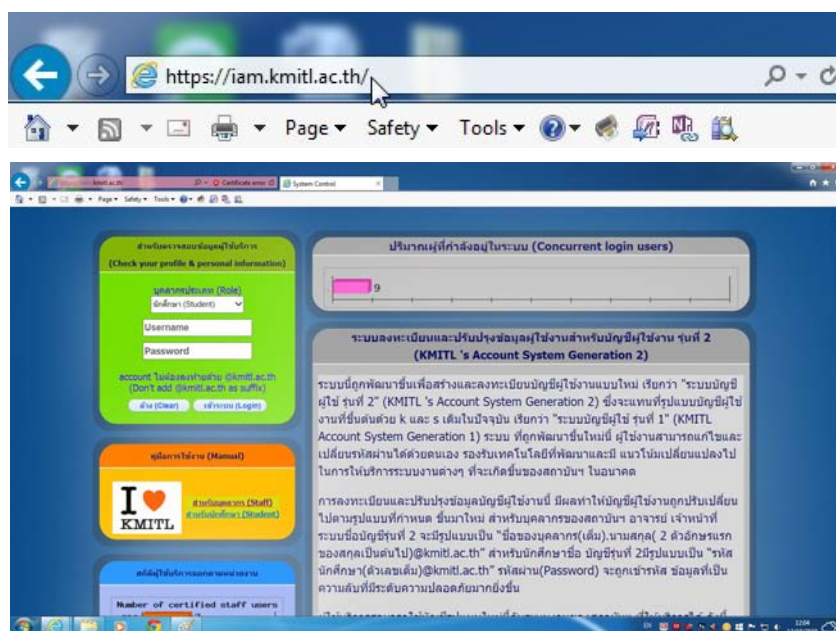 https://iam.kmitl.ac.th/
Page Safety Tools
kmitl.ac.th
Certificate error
System Control
Page Safety Tools
สำหรับตรวจสอบข้อมูลผู้ใช้บริการ
(Check your profile & personal information)
บุคลากรประเภท (Role)
นักศึกษา (Student)
Username
Password
account ไม่ต้องลงท้ายด้วย @kmitl.ac.th
(Don't add @kmitl.ac.th as suffix)
ล้าง (Clear) เข้าระบบ (Login)
คู่มือการใช้งาน (Manual)
I
KMITL
สำหรับบุคลากร (Staff)
สำหรับนักศึกษา (Student)
Number of certified staff users
ปริมาณผู้ที่กำลังอยู่ในระบบ (Concurrent login users)
9
ระบบลงทะเบียนและปรับปรุงข้อมูลผู้ใช้งานสำหรับบัญชีผู้ใช้งาน รุ่นที่ 2
(KMITL 's Account System Generation 2)
ระบบนี้ถูกพัฒนาขึ้นเพื่อสร้างและลงทะเบียนบัญชีผู้ใช้งานแบบใหม่ เรียกว่า "ระบบบัญชี
ผู้ใช้ รุ่นที่ 2" (KMITL 's Account System Generation 2) ซึ่งจะแทนที่รูปแบบบัญชีผู้ใช้
งานที่ขึ้นต้นด้วย k และ s เดิมในปัจจุบัน เรียกว่า "ระบบบัญชีผู้ใช้ รุ่นที่ 1" (KMITL
Account System Generation 1) ระบบ ที่ถูกพัฒนาขึ้นใหม่นี้ ผู้ใช้งานสามารถแก้ไขและ
เปลี่ยนรหัสผ่านได้ด้วยตนเอง รองรับเทคโนโลยีที่พัฒนาและมี แนวโน้มเปลี่ยนแปลงไป
ในการให้บริการระบบงานต่างๆ ที่จะเกิดขึ้นของสถาบันฯ ในอนาคต
การลงทะเบียนและปรับปรุงข้อมูลบัญชีผู้ใช้งานนี้ มีผลทำให้บัญชีผู้ใช้งานถูกปรับเปลี่ยน
ไปตามรูปแบบที่กำหนด ขึ้นมาใหม่ สำหรับบุคลากรของสถาบันฯ อาจารย์ เจ้าหน้าที่
ระบบชื่อบัญชีรุ่นที่ 2 จะมีรูปแบบเป็น "ชื่อของบุคลากร(เต็ม).นามสกุล( 2 ตัวอักษรแรก
ของสกุลเป็นต้นไป)@kmitl.ac.th" สำหรับนักศึกษาชื่อ บัญชีรุ่นที่ 2มีรูปแบบเป็น "รหัส
นักศึกษา(ตัวเลขเต็ม)@kmitl.ac.th" รหัสผ่าน(Password) จะถูกเข้ารหัส ข้อมูลที่เป็น
ความลับที่มีระดับความปลอดภัยมากยิ่งขึ้น
12:04